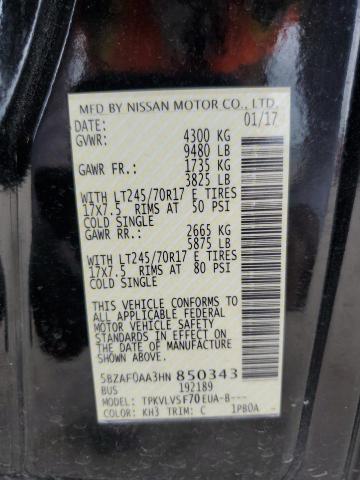 MFD BY NISSAN MOTOR CO., LTD.
DATE: 01/17
GVWR: 4300 KG
9480 LB
GAWR FR: 1735 KG
3825 LB
WITH LT245/70R17 E TIRES
17X7.5 RIMS AT 50 PSI
COLD SINGLE
GAWR RR: 2665 KG
5875 LB
WITH LT245/70R17 E TIRES
17X7.5 RIMS AT 80 PSI
COLD SINGLE
THIS VEHICLE CONFORMS TO
ALL APPLICABLE FEDERAL
MOTOR VEHICLE SAFETY
STANDARDS IN EFFECT ON
THE DATE OF MANUFACTURE
SHOWN ABOVE.
5BZAF0AA3HN 850343
BUS 192189
MODEL: TPKVLVSF70EUA-B---
COLOR: KH3 TRIM: C 1PB0A